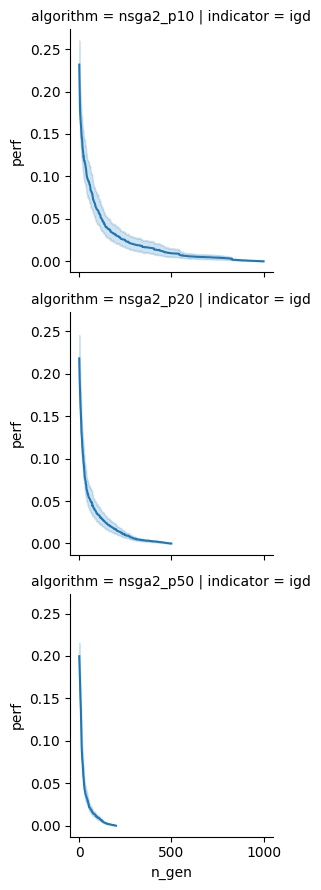 algorithm = nsga2_p10 | indicator = igd
0.25
0.20
0.15
0.10
0.05
0.00
perf
algorithm = nsga2_p20 | indicator = igd
0.25
0.20
0.15
0.10
0.05
0.00
perf
algorithm = nsga2_p50 | indicator = igd
0.25
0.20
0.15
0.10
0.05
0.00
perf
0 500 1000
n_gen